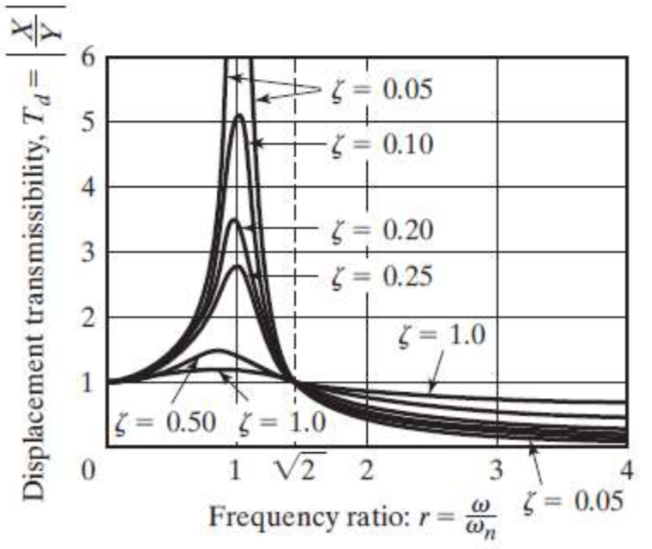 Displacement transmissibility, T_d = |X/Y|
6
5
4
3
2
1
0
ζ = 0.05
ζ = 0.10
ζ = 0.20
ζ = 0.25
ζ = 1.0
ζ = 0.50
ζ = 1.0
1
√2
2
3
4
ζ = 0.05
Frequency ratio: r = ω/ω_n